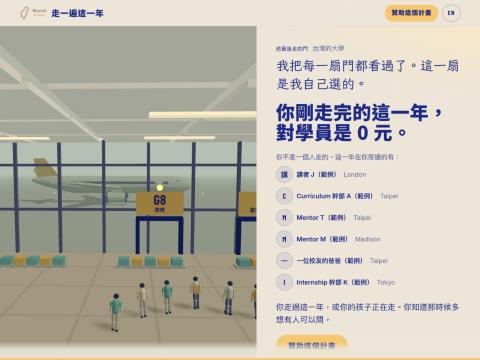 Beyond
Taiwan
走一遍這一年
贊助這個計畫
EN
他最後走的門 台灣的大學
我把每一扇門都看過了。這一扇
是我自己選的。
你剛走完的這一年，
對學員是 0 元。
你不是一個人走的。這一年在你旁邊的有：
講 講者 J（範例） London
C Curriculum 幹部 A（範例） Taipei
M Mentor T（範例） Taipei
M Mentor M（範例） Madison
一 一位校友的爸爸（範例） Taipei
I Internship 幹部 K（範例） Tokyo
你走過這一年，或你的孩子正在走。你知道那時候多
想有人可以問。
贊助這個計畫
G8